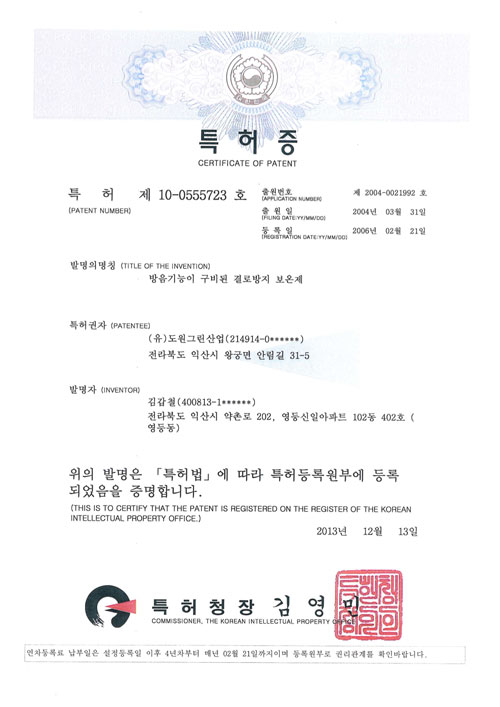 특허증
CERTIFICATE OF PATENT
특 허 제 10-0555723 호
(PATENT NUMBER)
출원번호 제 2004-0021992 호
(APPLICATION NUMBER)
출 원 일 2004년 03월 31일
(FILING DATE:YY/MM/DD)
등 록 일 2006년 02월 21일
(REGISTRATION DATE:YY/MM/DD)
발명의명칭 (TITLE OF THE INVENTION)
방음기능이 구비된 결로방지 보온제
특허권자 (PATENTEE)
(유)도원그린산업(214914-0******)
전라북도 익산시 왕궁면 안림길 31-5
발명자 (INVENTOR)
김갑철(400813-1******)
전라북도 익산시 약촌로 202, 영등신일아파트 102동 402호 (
영등동)
위의 발명은 「특허법」에 따라 특허등록원부에 등록
되었음을 증명합니다.
(THIS IS TO CERTIFY THAT THE PATENT IS REGISTERED ON THE REGISTER OF THE KOREAN
INTELLECTUAL PROPERTY OFFICE.)
2013년 12월 13일
특허청장 김영민
COMMISSIONER, THE KOREAN INTELLECTUAL PROPERTY OFFICE
연차등록료 납부일은 설정등록일 이후 4년차부터 매년 02월 21일까지이며 등록원부로 권리관계를 확인바랍니다.